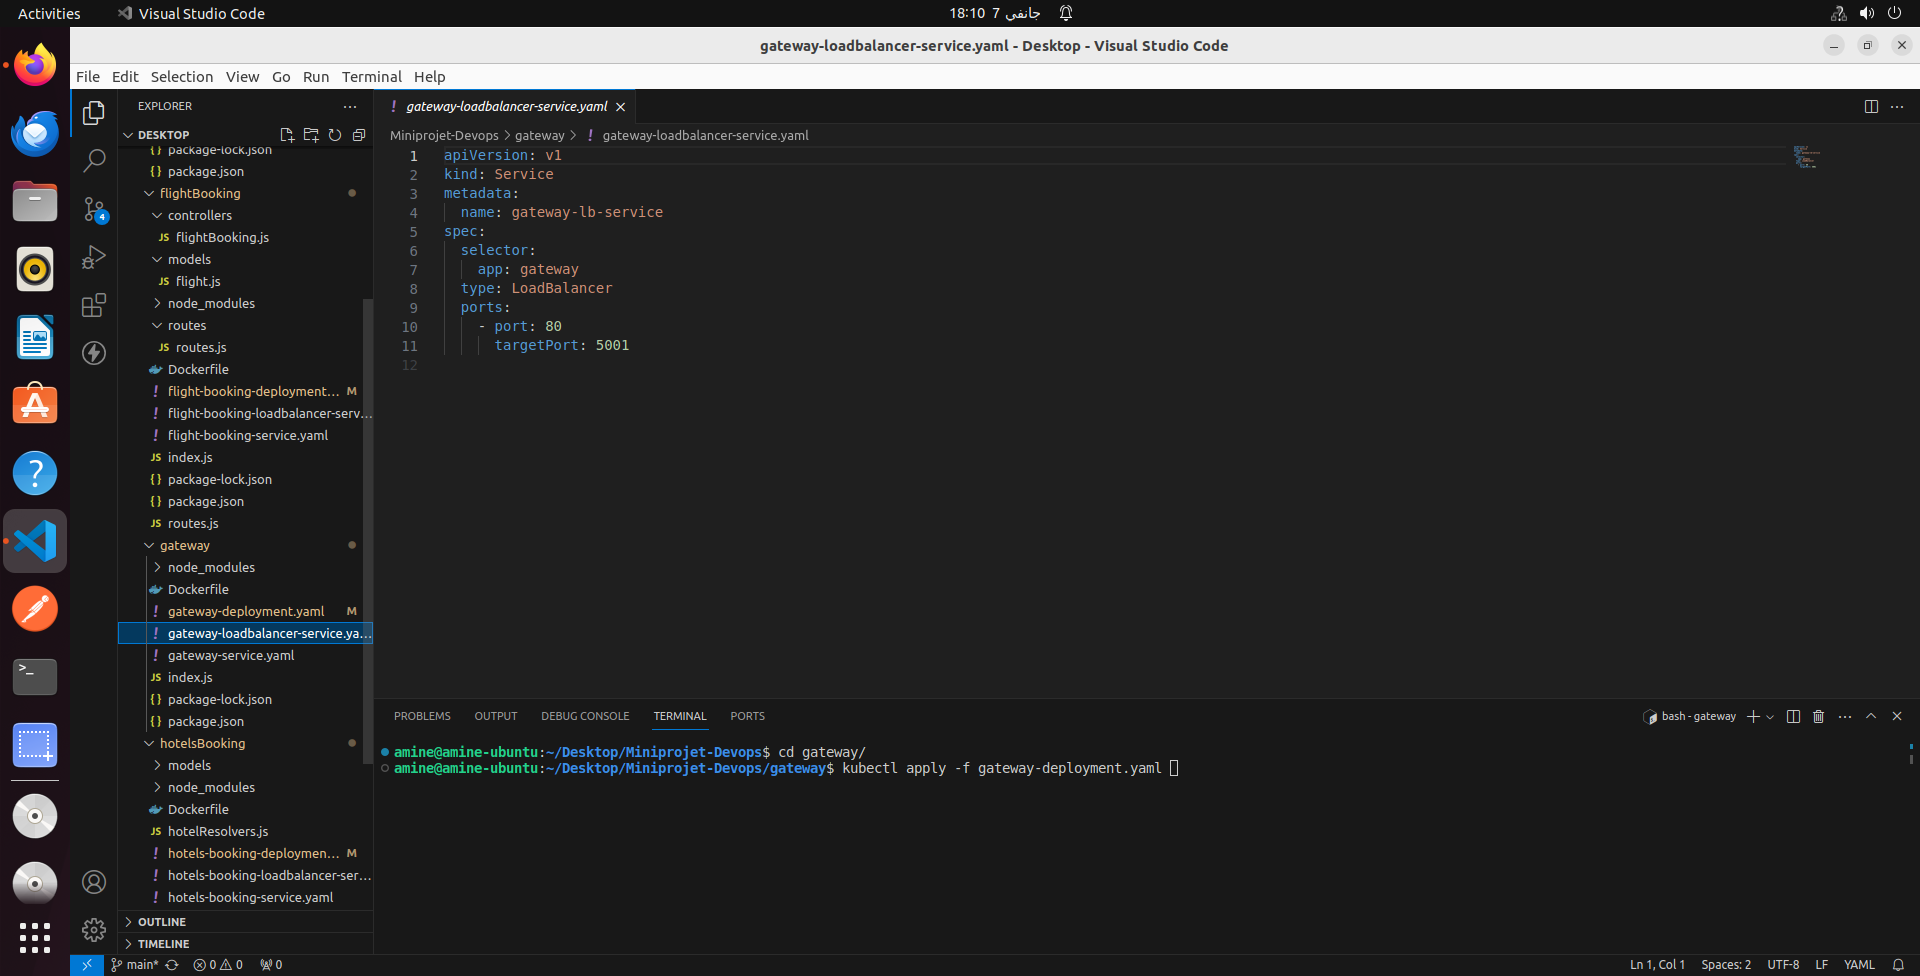 Activities
Visual Studio Code
18:10 7 جانفي
gateway-loadbalancer-service.yaml - Desktop - Visual Studio Code
File Edit Selection View Go Run Terminal Help
EXPLORER
DESKTOP
package-lock.json
package.json
flightBooking
controllers
JS flightBooking.js
models
JS flight.js
node_modules
routes
JS routes.js
Dockerfile
! flight-booking-deployment... M
! flight-booking-loadbalancer-serv...
! flight-booking-service.yaml
JS index.js
{} package-lock.json
{} package.json
JS routes.js
gateway
node_modules
Dockerfile
! gateway-deployment.yaml M
! gateway-loadbalancer-service.ya...
! gateway-service.yaml
JS index.js
{} package-lock.json
{} package.json
hotelsBooking
models
node_modules
Dockerfile
JS hotelResolvers.js
! hotels-booking-deploymen... M
! hotels-booking-loadbalancer-ser...
! hotels-booking-service.yaml
OUTLINE
TIMELINE
4
! gateway-loadbalancer-service.yaml
Miniprojet-Devops > gateway > ! gateway-loadbalancer-service.yaml
1 apiVersion: v1
2 kind: Service
3 metadata:
4 name: gateway-lb-service
5 spec:
6 selector:
7 app: gateway
8 type: LoadBalancer
9 ports:
10 - port: 80
11 targetPort: 5001
12
PROBLEMS OUTPUT DEBUG CONSOLE TERMINAL PORTS
bash - gateway
amine@amine-ubuntu:~/Desktop/Miniprojet-Devops$ cd gateway/
amine@amine-ubuntu:~/Desktop/Miniprojet-Devops/gateway$ kubectl apply -f gateway-deployment.yaml
main* 0 0 0
Ln 1, Col 1 Spaces: 2 UTF-8 LF YAML